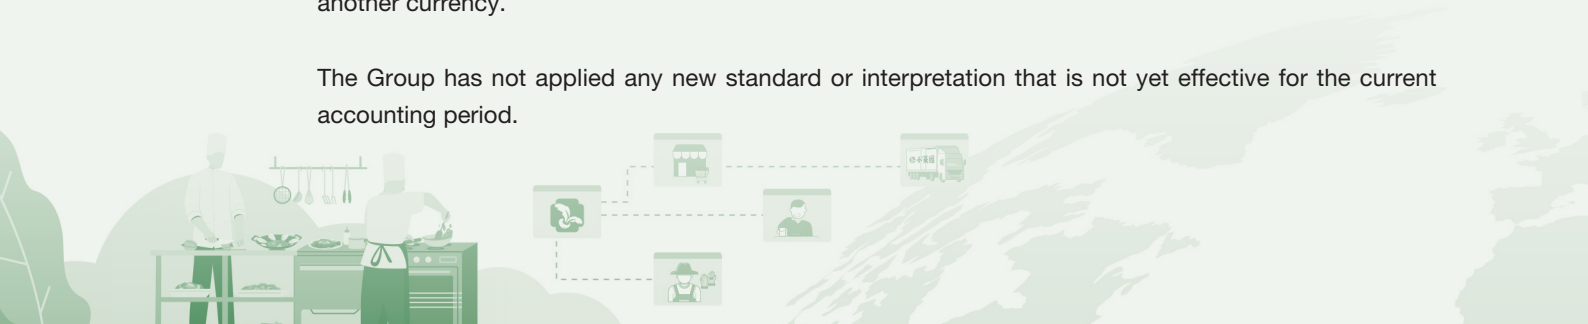 another currency.
The Group has not applied any new standard or interpretation that is not yet effective for the current
accounting period.